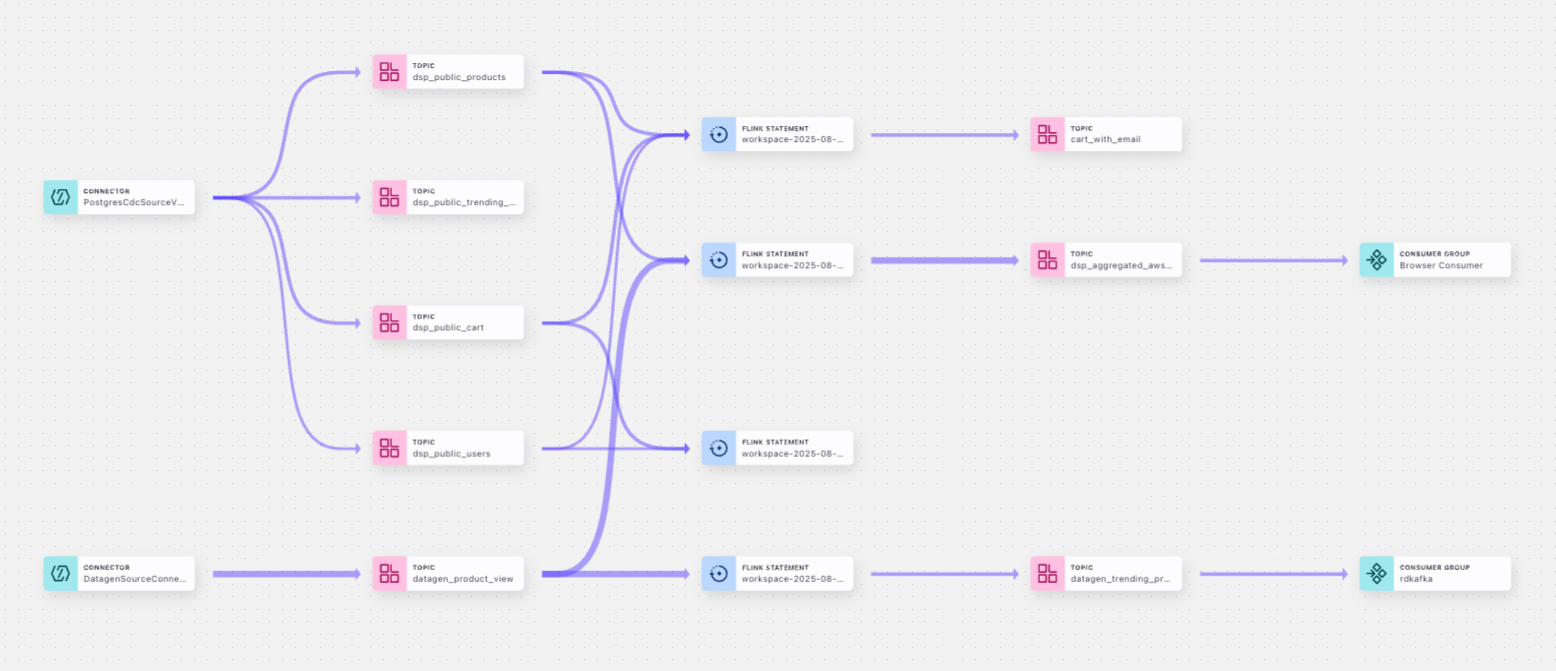 TOPIC
dsp_public_products
FLINK STATEMENT
workspace-2025-08-...
TOPIC
cart_with_email
CONNECTOR
PostgresCdcSourceV...
TOPIC
dsp_public_trending_...
FLINK STATEMENT
workspace-2025-08-...
TOPIC
dsp_aggregated_aws...
CONSUMER GROUP
Browser Consumer
TOPIC
dsp_public_cart
TOPIC
dsp_public_users
FLINK STATEMENT
workspace-2025-08-...
CONNECTOR
DatagenSourceConne...
TOPIC
datagen_product_view
FLINK STATEMENT
workspace-2025-08-...
TOPIC
datagen_trending_pr...
CONSUMER GROUP
rdkafka